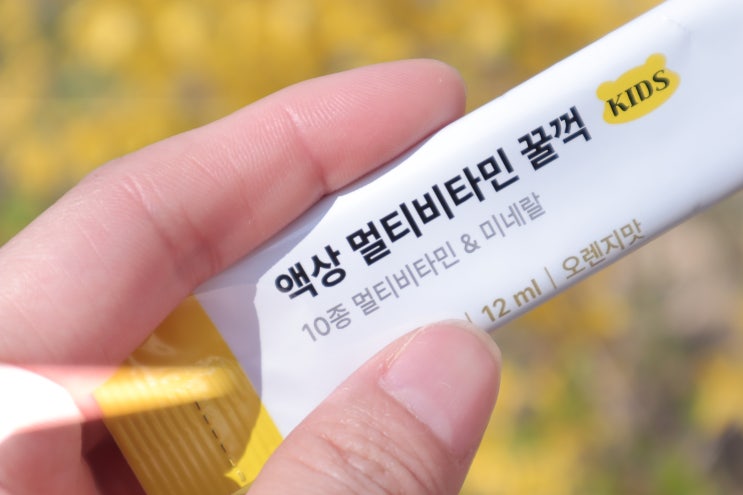 KIDS
액상 멀티비타민 꿀꺽
10종 멀티비타민 & 미네랄
| 12 ml | 오렌지맛